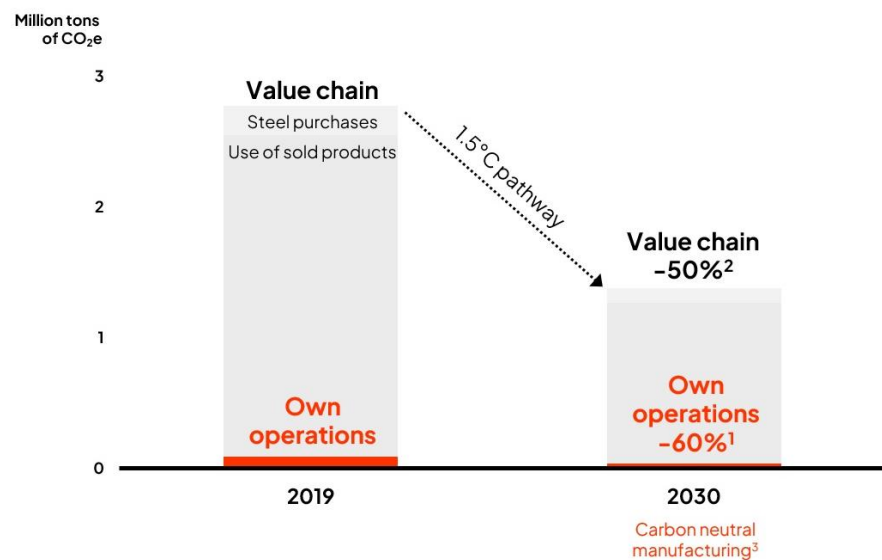 Million tons
of CO₂e
3
2
1
0
Value chain
Steel purchases
Use of sold products
Own
operations
1.5°C pathway
Value chain
-50%²
Own
operations
-60%¹
2019
2030
Carbon neutral
manufacturing³